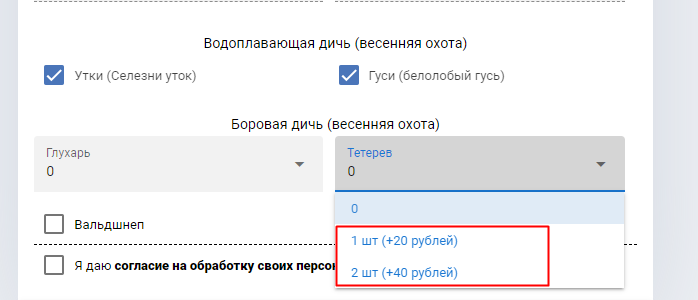 Водоплавающая дичь (весенняя охота)
Утки (Селезни уток)
Гуси (белолобый гусь)
Боровая дичь (весенняя охота)
Глухарь
0
Тетерев
0
0
1 шт (+20 рублей)
2 шт (+40 рублей)
Вальдшнеп
Я даю согласие на обработку своих